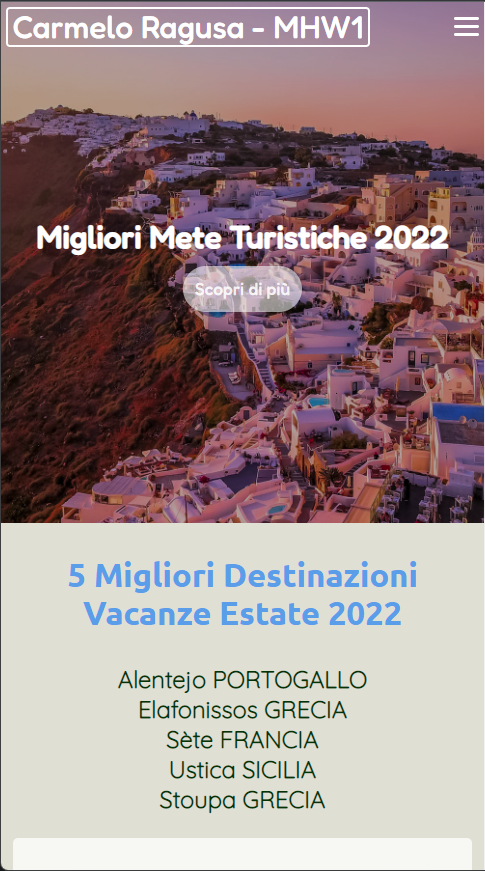 Carmelo Ragusa - MHW1
Migliori Mete Turistiche 2022
Scopri di più
5 Migliori Destinazioni
Vacanze Estate 2022
Alentejo PORTOGALLO
Elafonissos GRECIA
Sète FRANCIA
Ustica SICILIA
Stoupa GRECIA